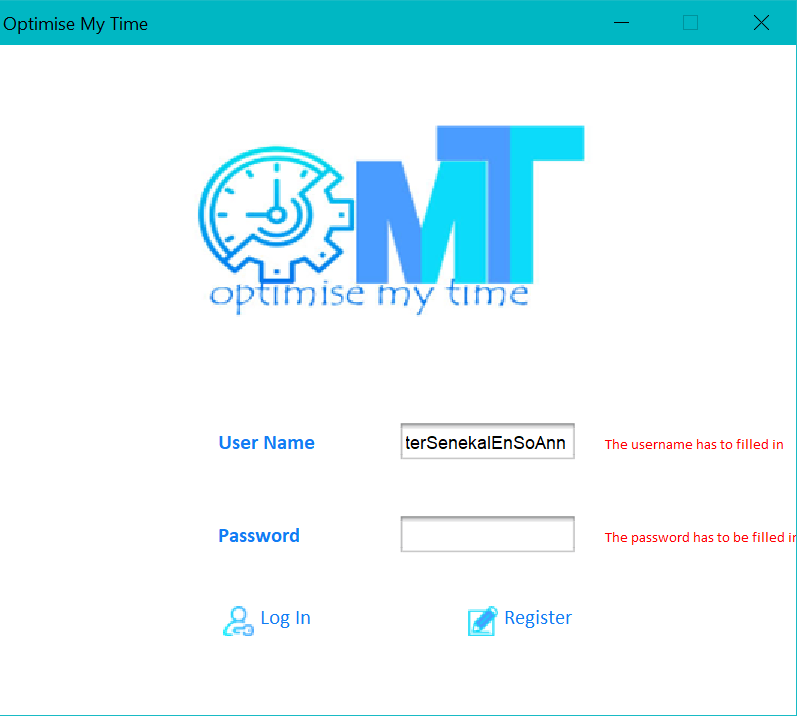 Optimise My Time
OMT
optimise my time
User Name
terSenekalEnSoAnn
The username has to filled in
Password
The password has to be filled in
Log In
Register